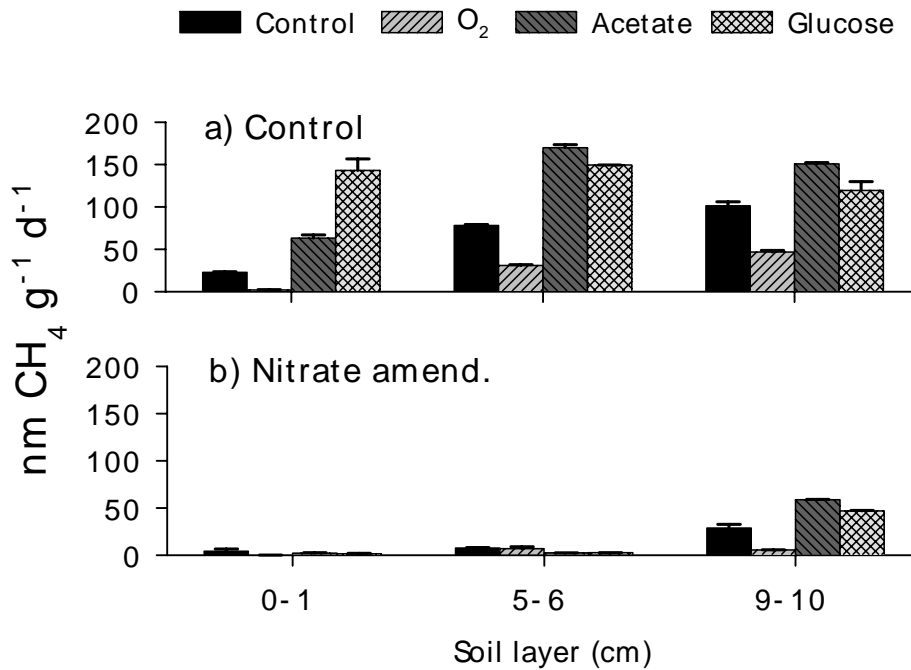 Control O₂ Acetate Glucose
a) Control
200
150
100
50
0
b) Nitrate amend.
200
150
100
50
0
nm CH₄ g⁻¹ d⁻¹
0-1 5-6 9-10
Soil layer (cm)